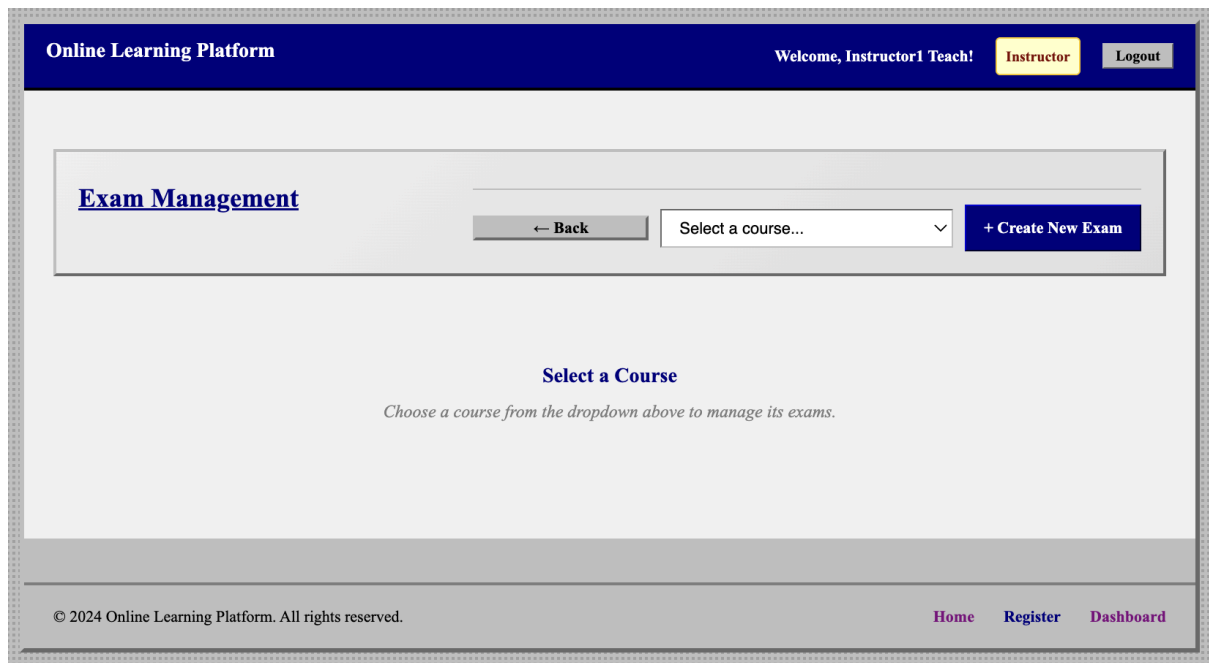 Online Learning Platform
Welcome, Instructor1 Teach!
Instructor
Logout
Exam Management
← Back
Select a course...
+ Create New Exam
Select a Course
Choose a course from the dropdown above to manage its exams.
© 2024 Online Learning Platform. All rights reserved.
Home
Register
Dashboard